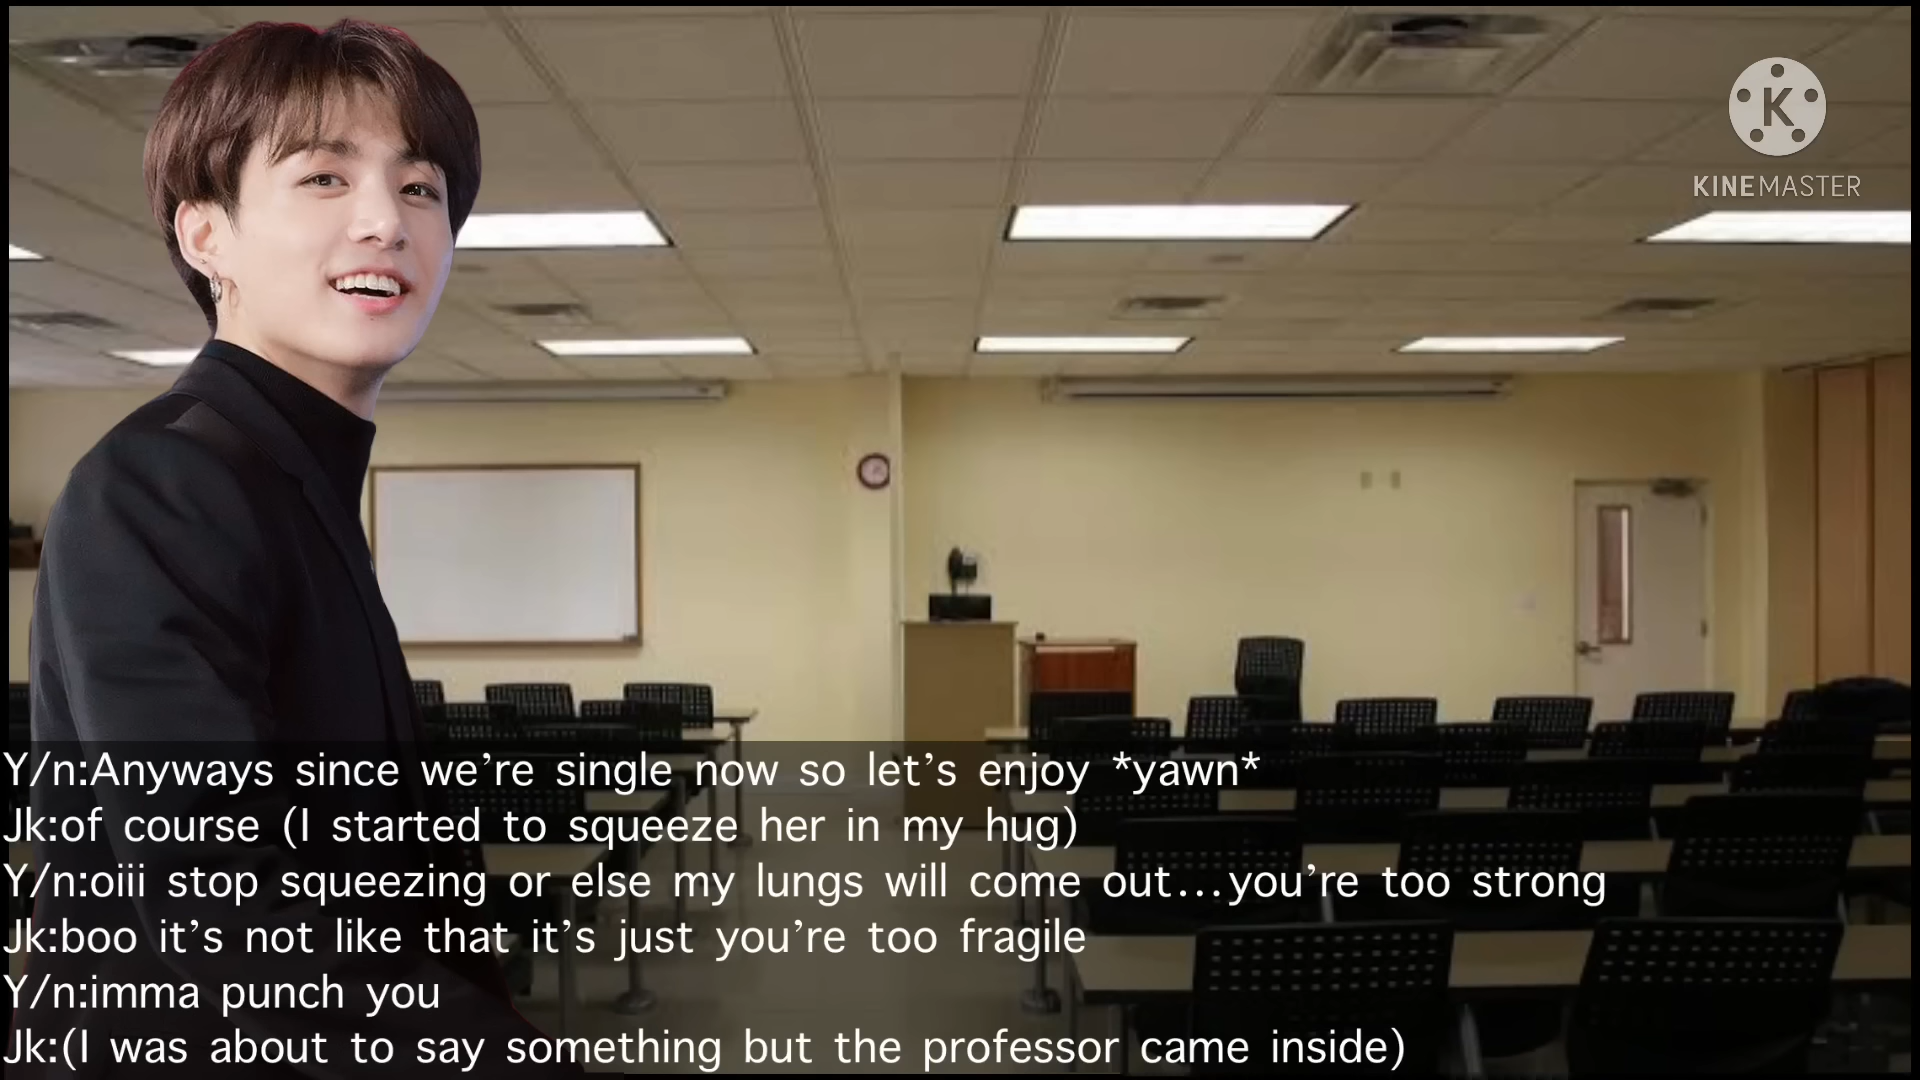 K
KINEMASTER
Y/n:Anyways since we’re single now so let’s enjoy *yawn*
Jk:of course (I started to squeeze her in my hug)
Y/n:oiii stop squeezing or else my lungs will come out...you’re too strong
Jk:boo it’s not like that it’s just you’re too fragile
Y/n:imma punch you
Jk:(I was about to say something but the professor came inside)